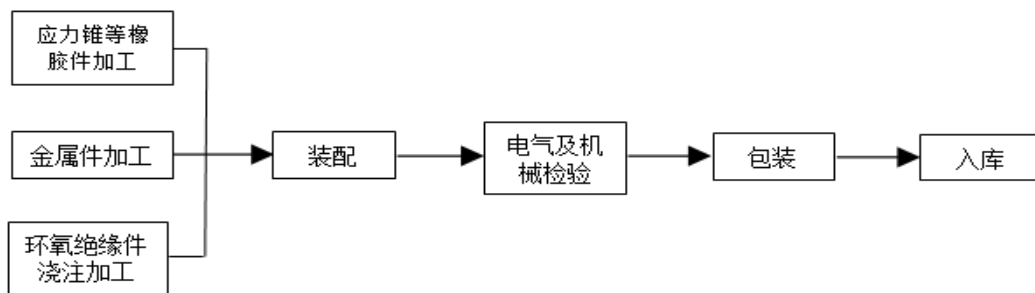 应力锥等橡
胶件加工
金属件加工
环氧绝缘件
浇注加工
装配
电气及机
械检验
包装
入库